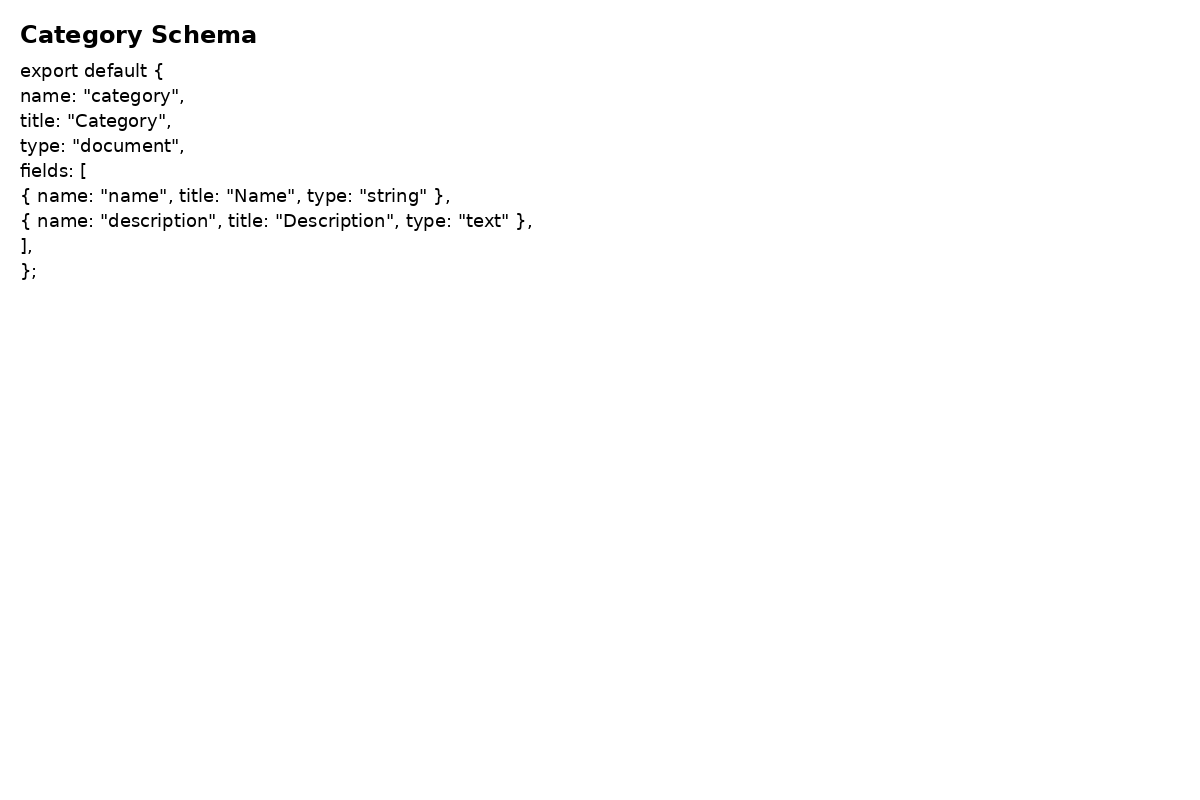 Category Schema
export default {
name: "category",
title: "Category",
type: "document",
fields: [
{ name: "name", title: "Name", type: "string" },
{ name: "description", title: "Description", type: "text" },
],
};